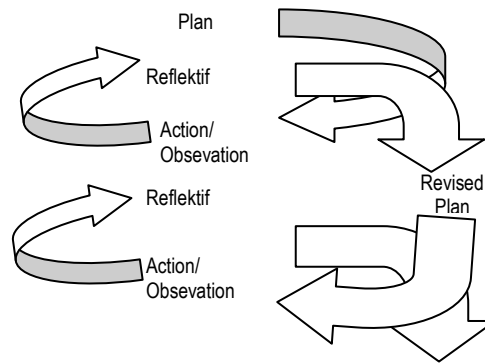 Plan
Reflektif
Action/
Obsevation
Revised
Plan
Reflektif
Action/
Obsevation